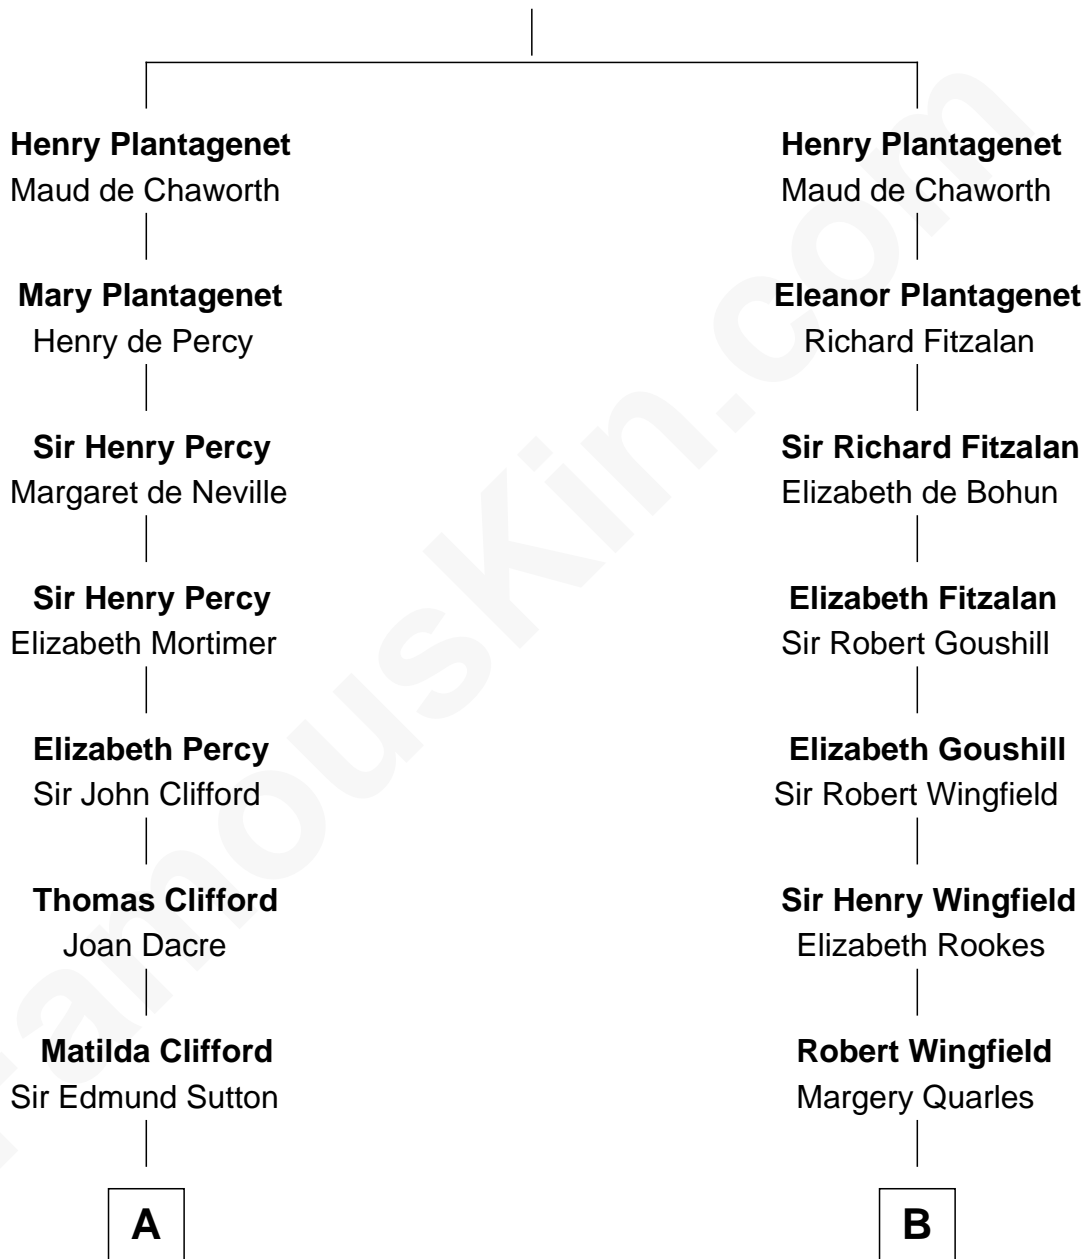 Henry Plantagenet
Maud de Chaworth
Mary Plantagenet
Henry de Percy
Sir Henry Percy
Margaret de Neville
Sir Henry Percy
Elizabeth Mortimer
Elizabeth Percy
Sir John Clifford
Thomas Clifford
Joan Dacre
Matilda Clifford
Sir Edmund Sutton
A
Henry Plantagenet
Maud de Chaworth
Eleanor Plantagenet
Richard Fitzalan
Sir Richard Fitzalan
Elizabeth de Bohun
Elizabeth Fitzalan
Sir Robert Goushill
Elizabeth Goushill
Sir Robert Wingfield
Sir Henry Wingfield
Elizabeth Rookes
Robert Wingfield
Margery Quarles
B
FamousKin.com